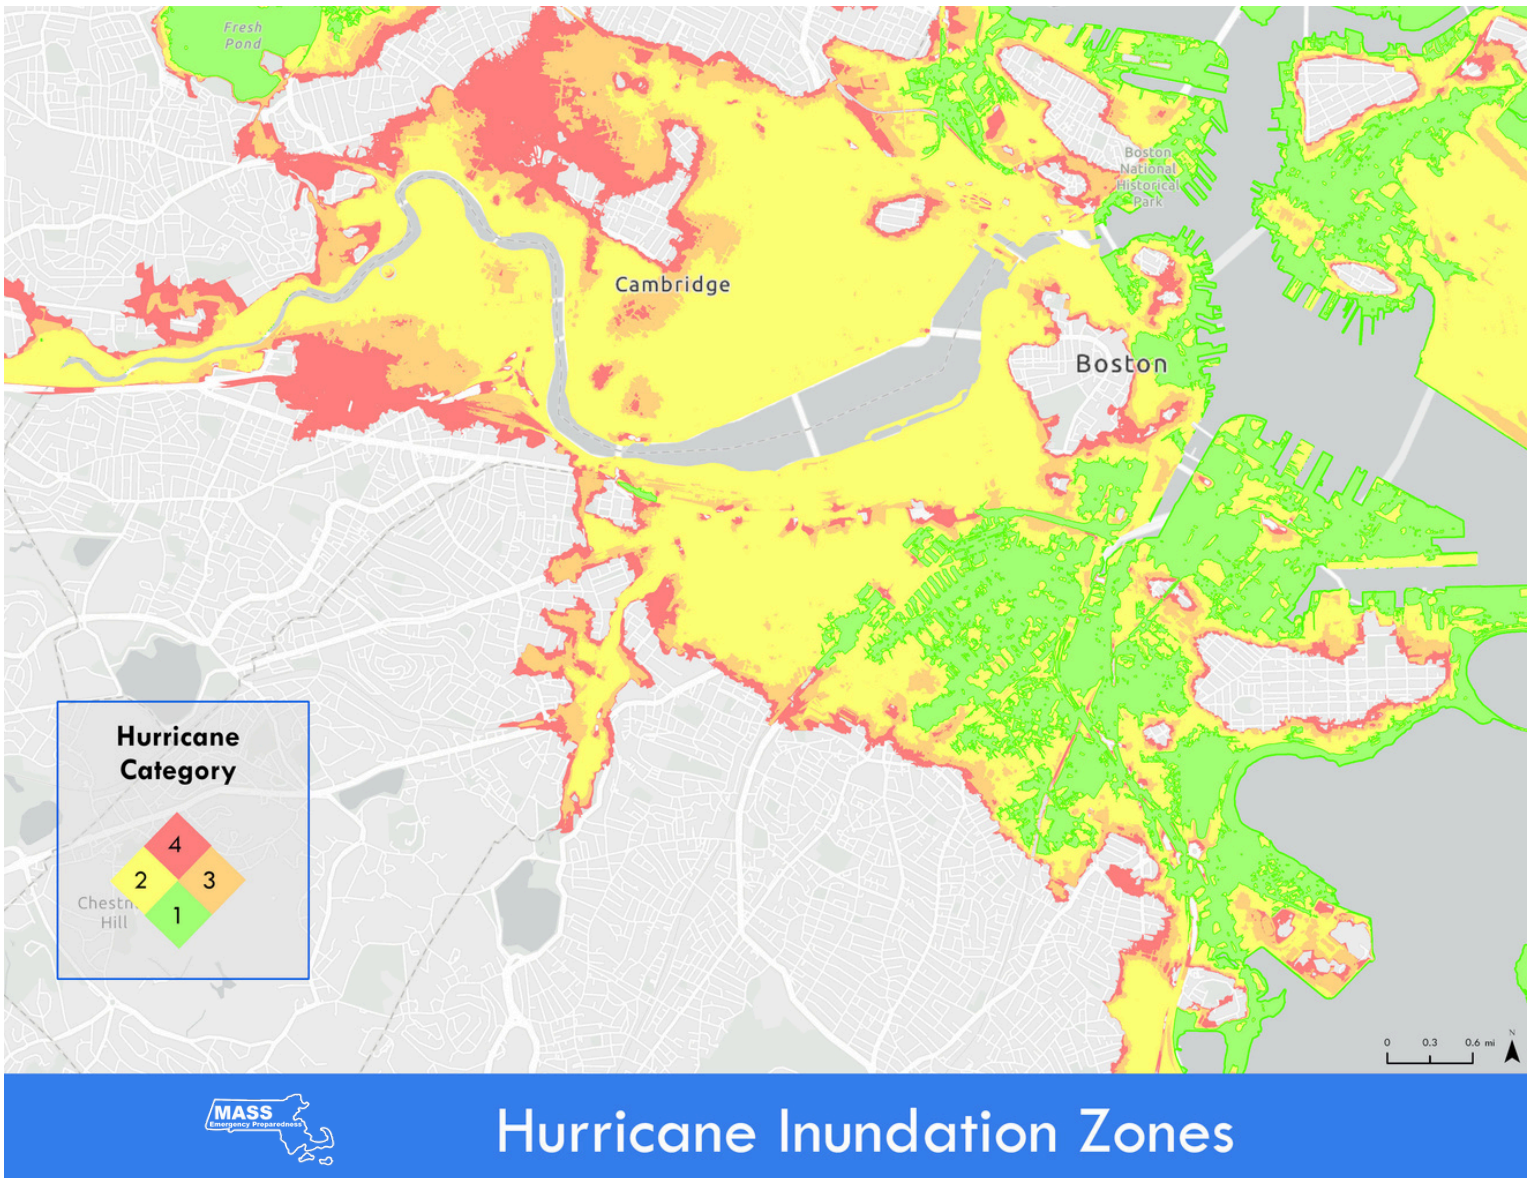 Fresh
Pond
Boston
National
Historical
Park
Cambridge
Boston
Hurricane
Category
4
2
3
1
Chestn
Hill
0
0.3
0.6 mi
N
MASS
Emergency Preparedness
Hurricane Inundation Zones